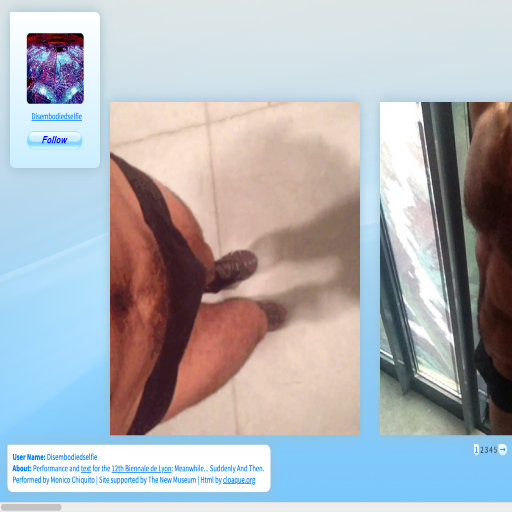 Disembodiedselfie
Follow
User Name: Disembodiedselfie
About: Performance and text for the 12th Biennale de Lyon: Meanwhile... Suddenly And Then.
Performed by Monico Chiquito | Site supported by The New Museum | Html by cloaque.org
1 2 3 4 5 →